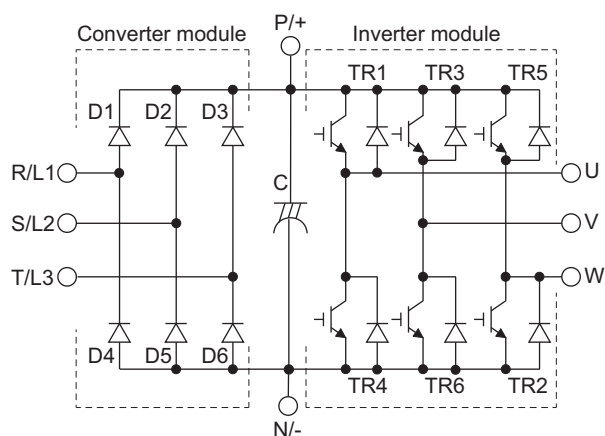 Converter module
P/+
Inverter module
TR1
TR3
TR5
D1
D2
D3
R/L1
C
U
S/L2
V
T/L3
W
D4
D5
D6
TR4
TR6
TR2
N/-